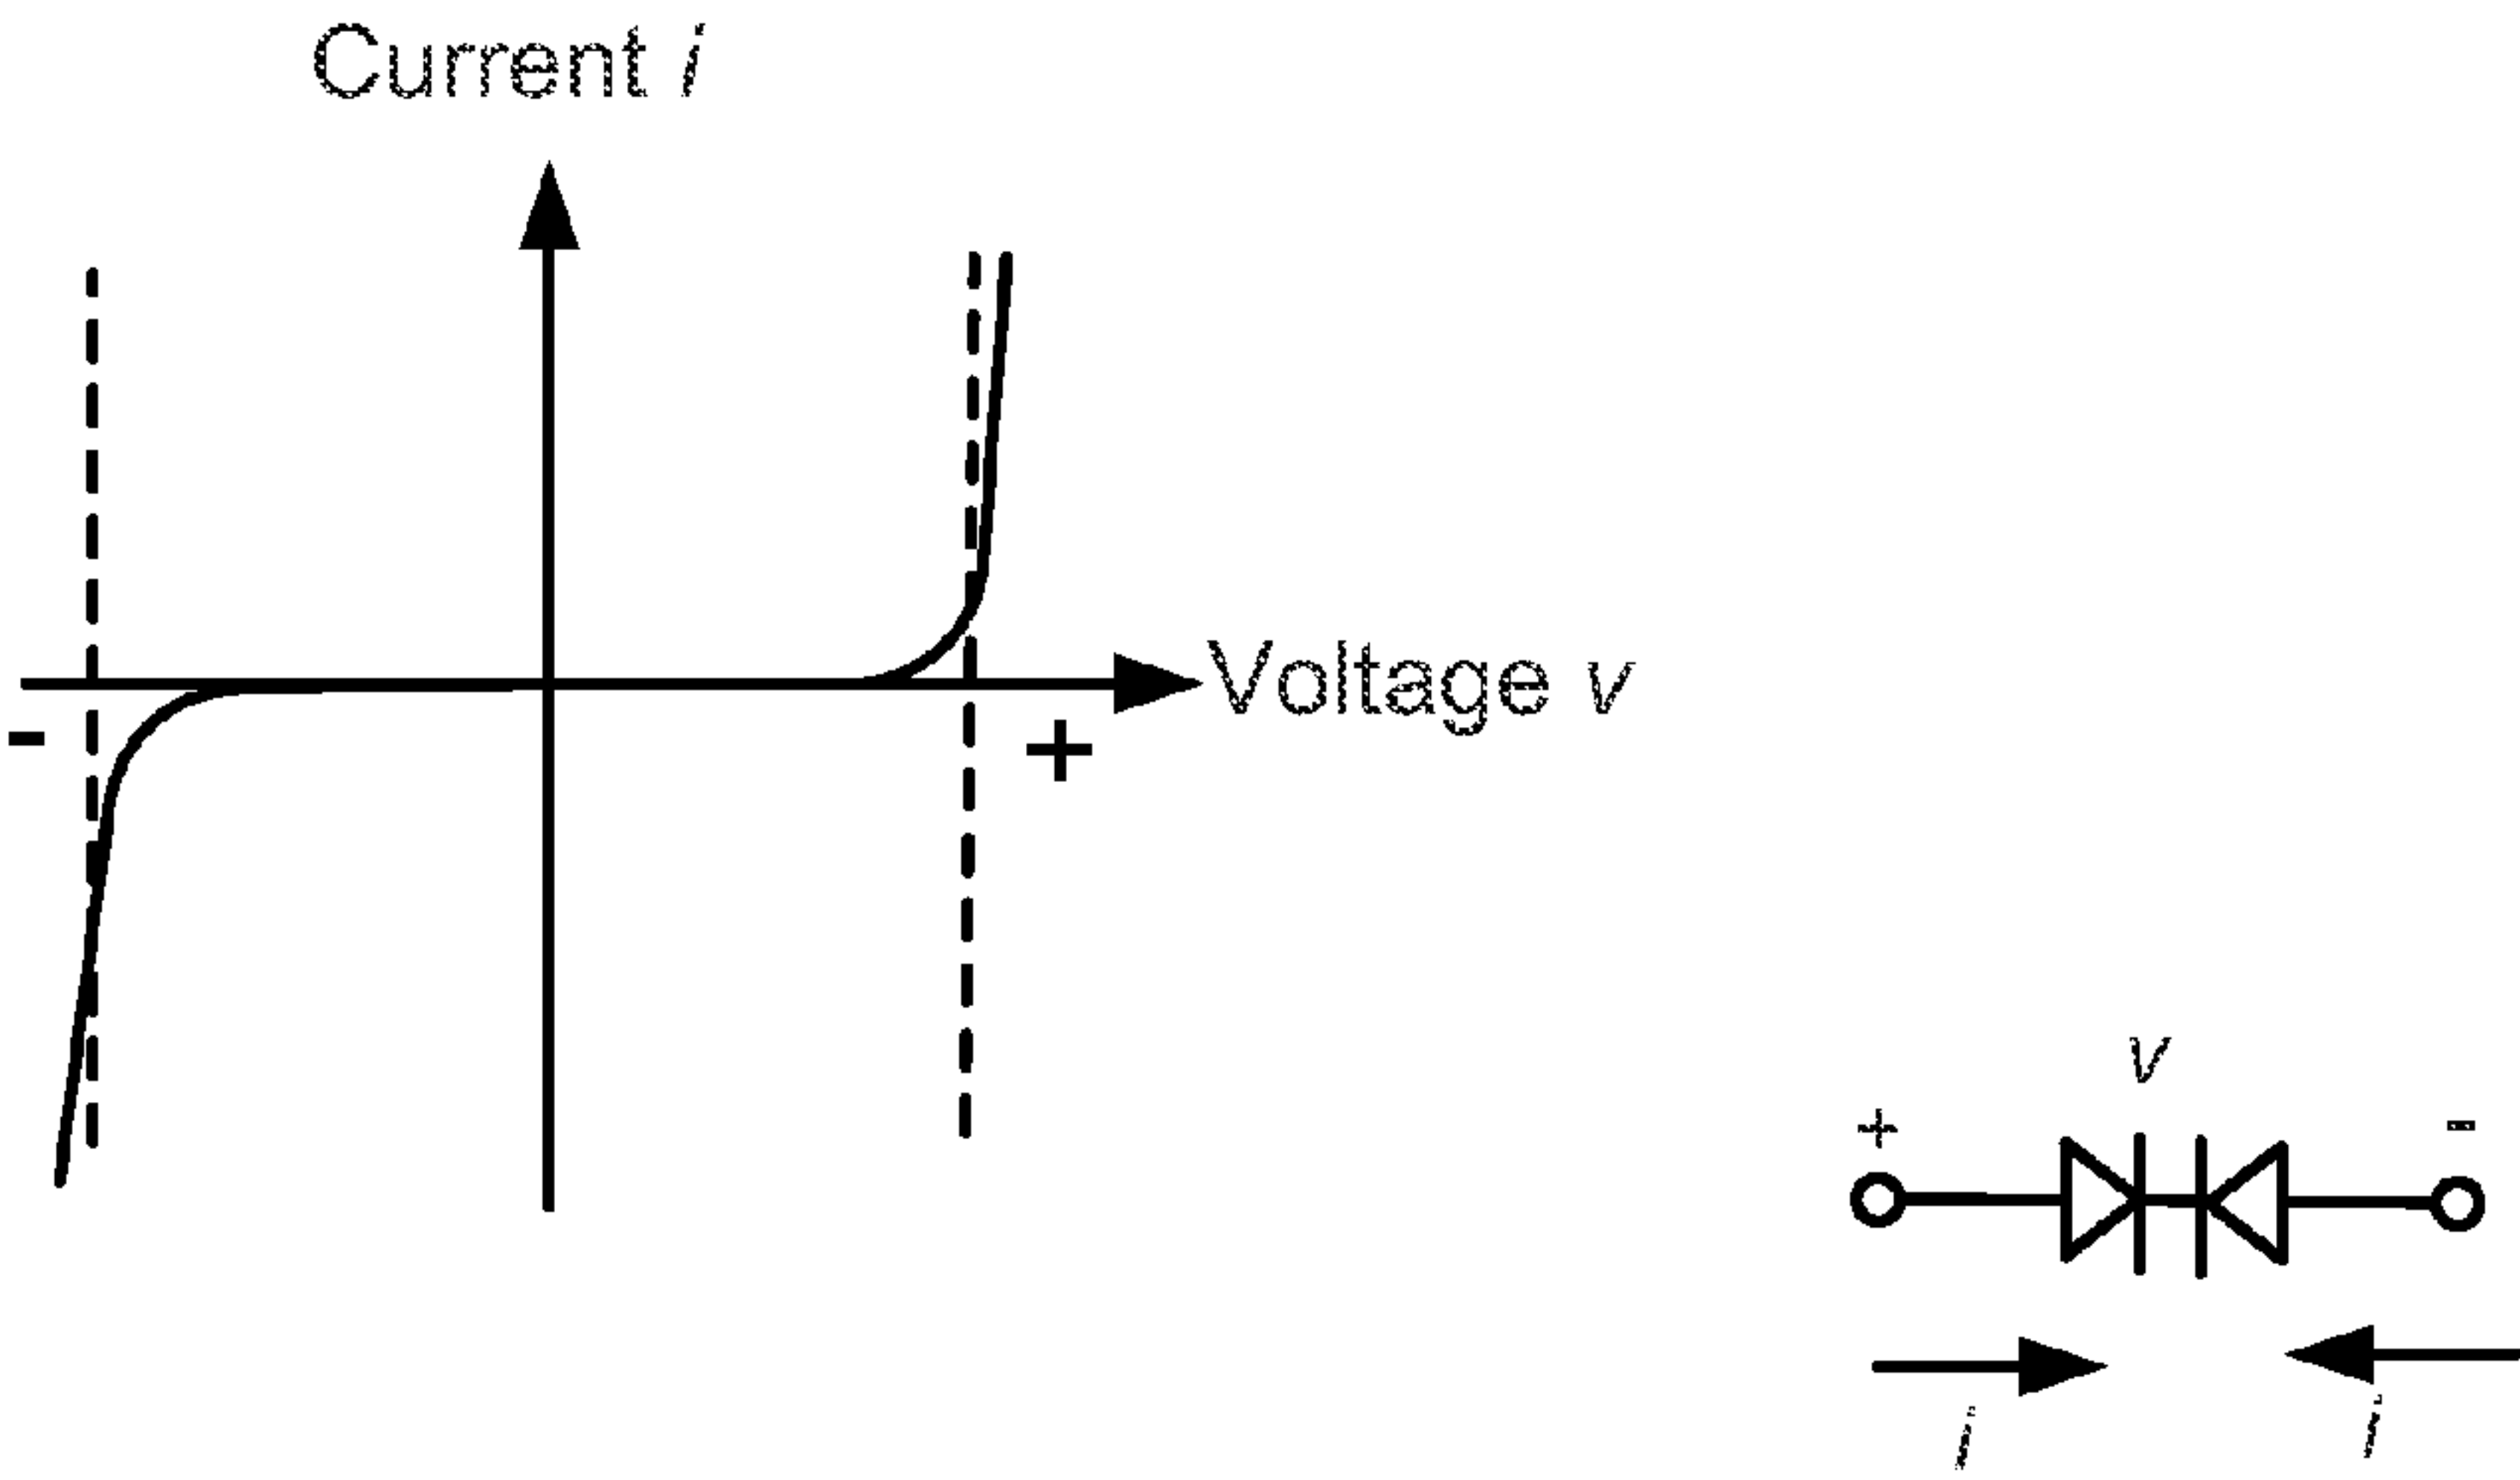 Current i
Voltage v
-
+
v
+ -
i i